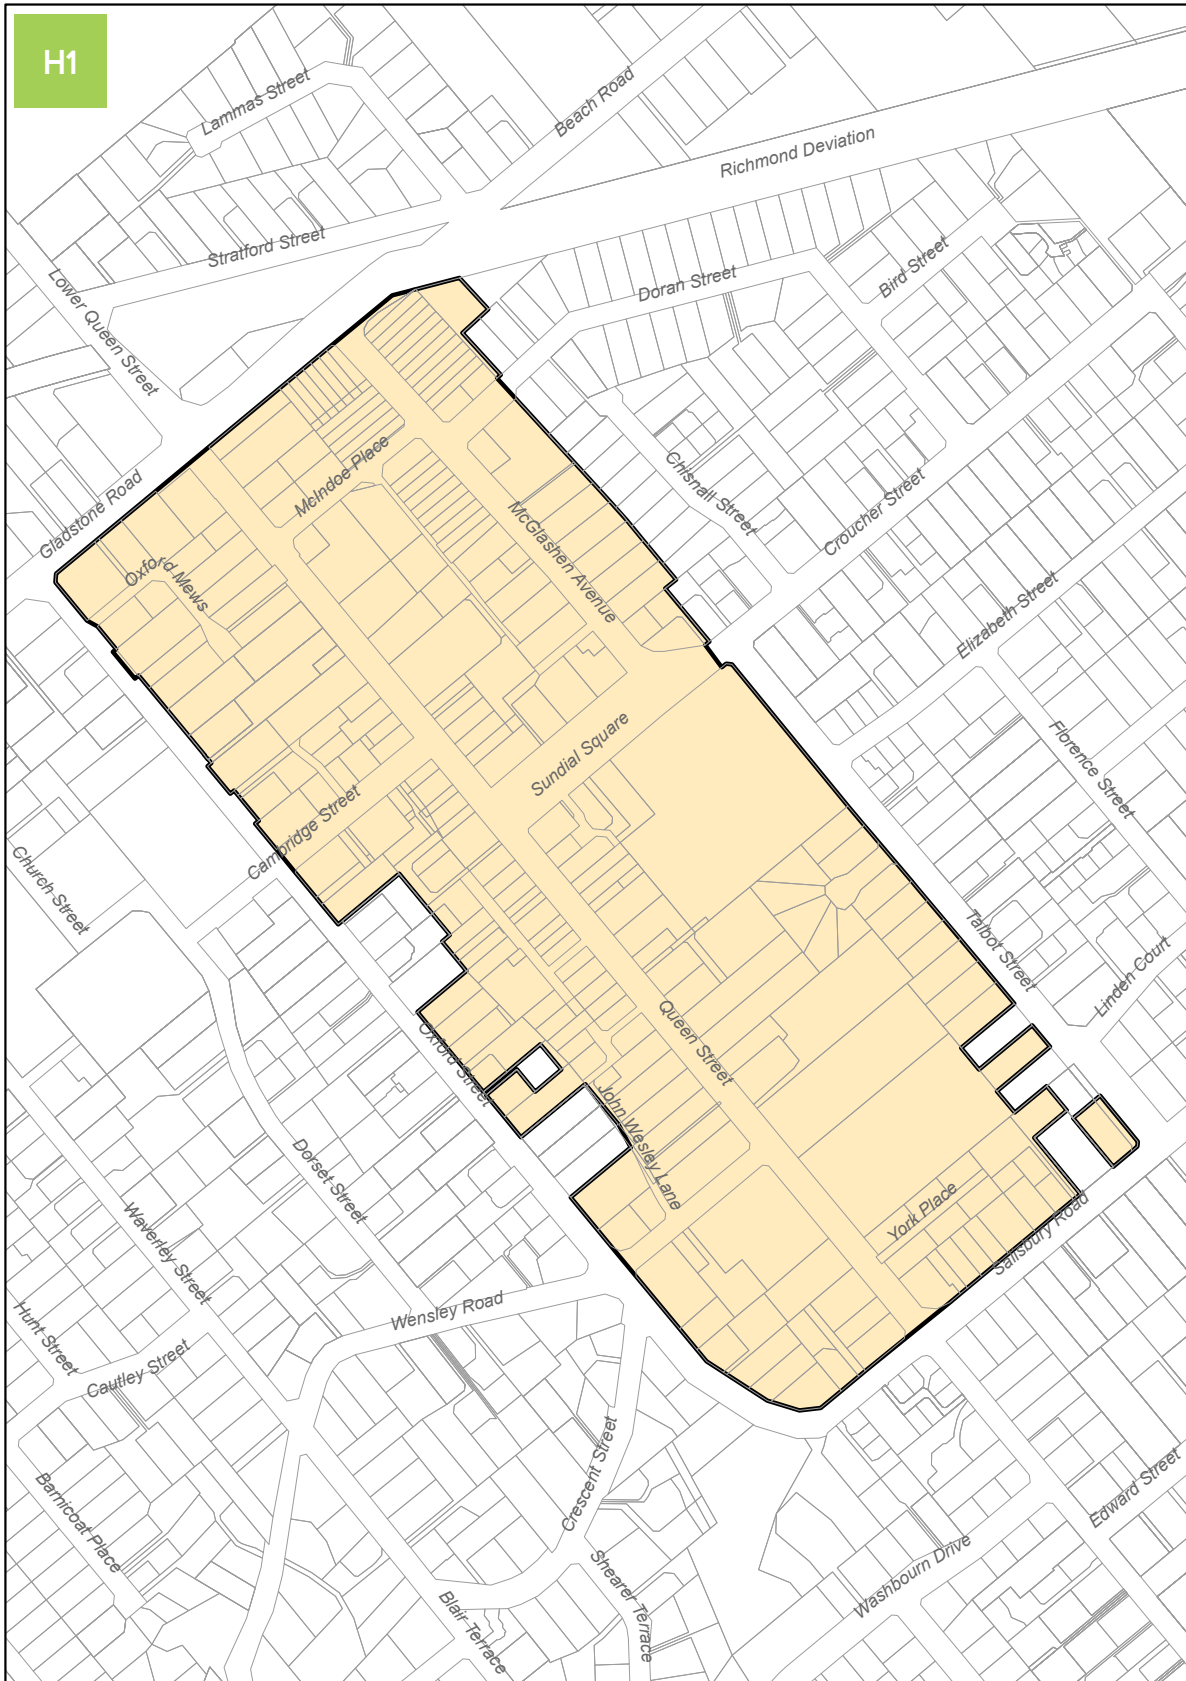 H1
Lammas Street
Beach Road
Richmond Deviation
Stratford Street
Bird Street
Doran Street
Lower Queen Street
McIndoe Place
Chisnall Street
Gladstone Road
Croucher Street
McGlashen Avenue
Oxford Mews
Elizabeth Street
Sundial Square
Florence Street
Cambridge Street
Church Street
Talbot Street
Linden Court
Queen Street
Oxford Street
John Wesley Lane
Dorset Street
York Place
Salisbury Road
Waverley Street
Wensley Road
Hunt Street
Cautley Street
Crescent Street
Barnicoat Place
Edward Street
Washbourn Drive
Shearer Terrace
Blair Terrace